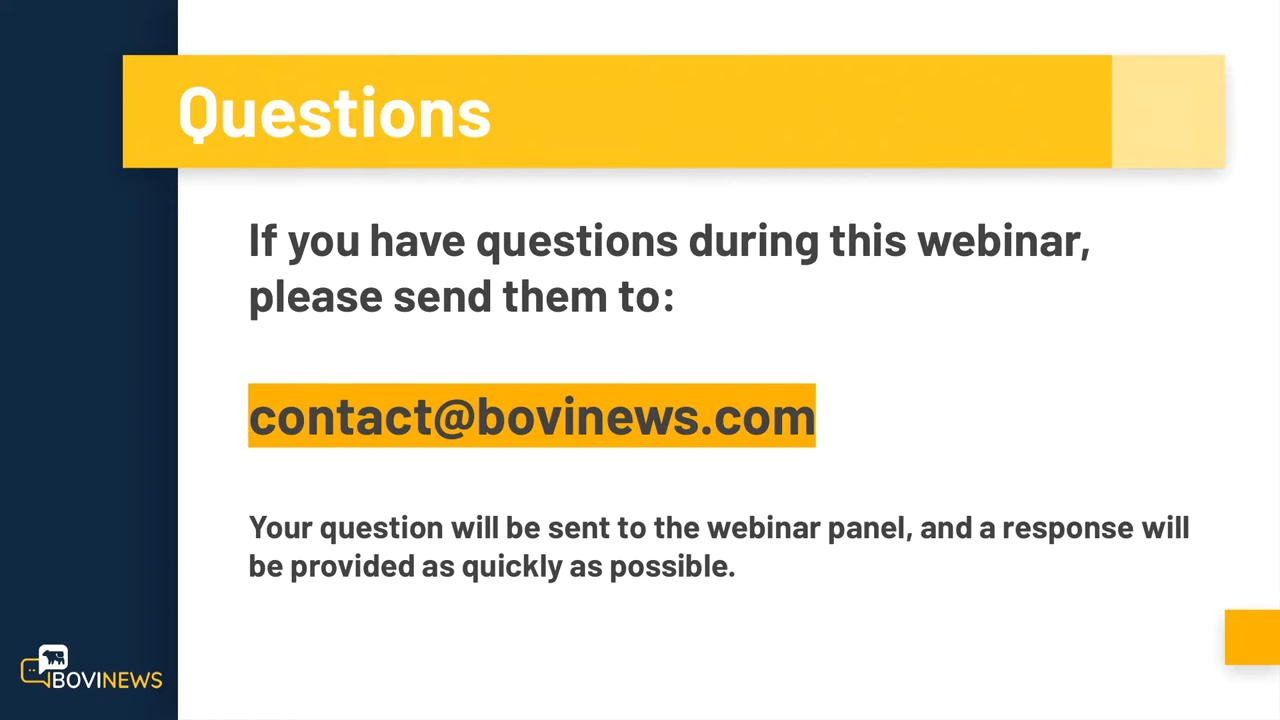 Questions
If you have questions during this webinar,
please send them to:
contact@bovinews.com
Your question will be sent to the webinar panel, and a response will
be provided as quickly as possible.
BOVINEWS